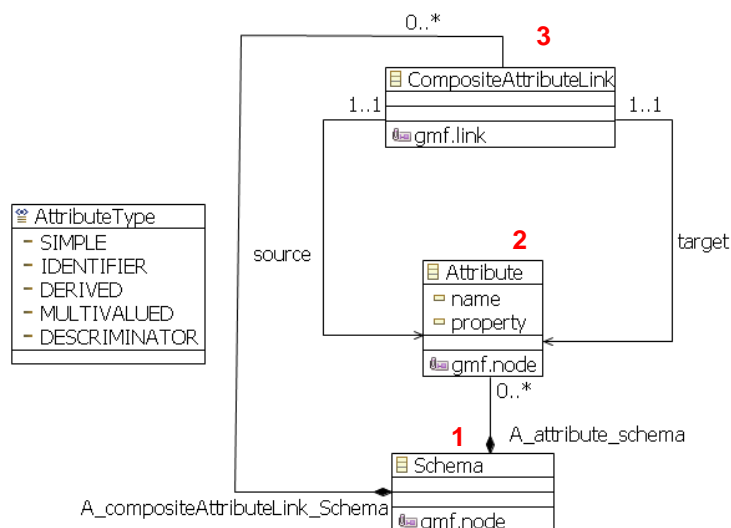 0..*
3
CompositeAttributeLink
1..1
1..1
gmf.link
AttributeType
SIMPLE
IDENTIFIER
DERIVED
MULTIVALUED
DESCRIMINATOR
source
target
2
Attribute
name
property
gmf.node
0..*
1
A_attribute_schema
Schema
A_compositeAttributeLink_Schema
gmf.node